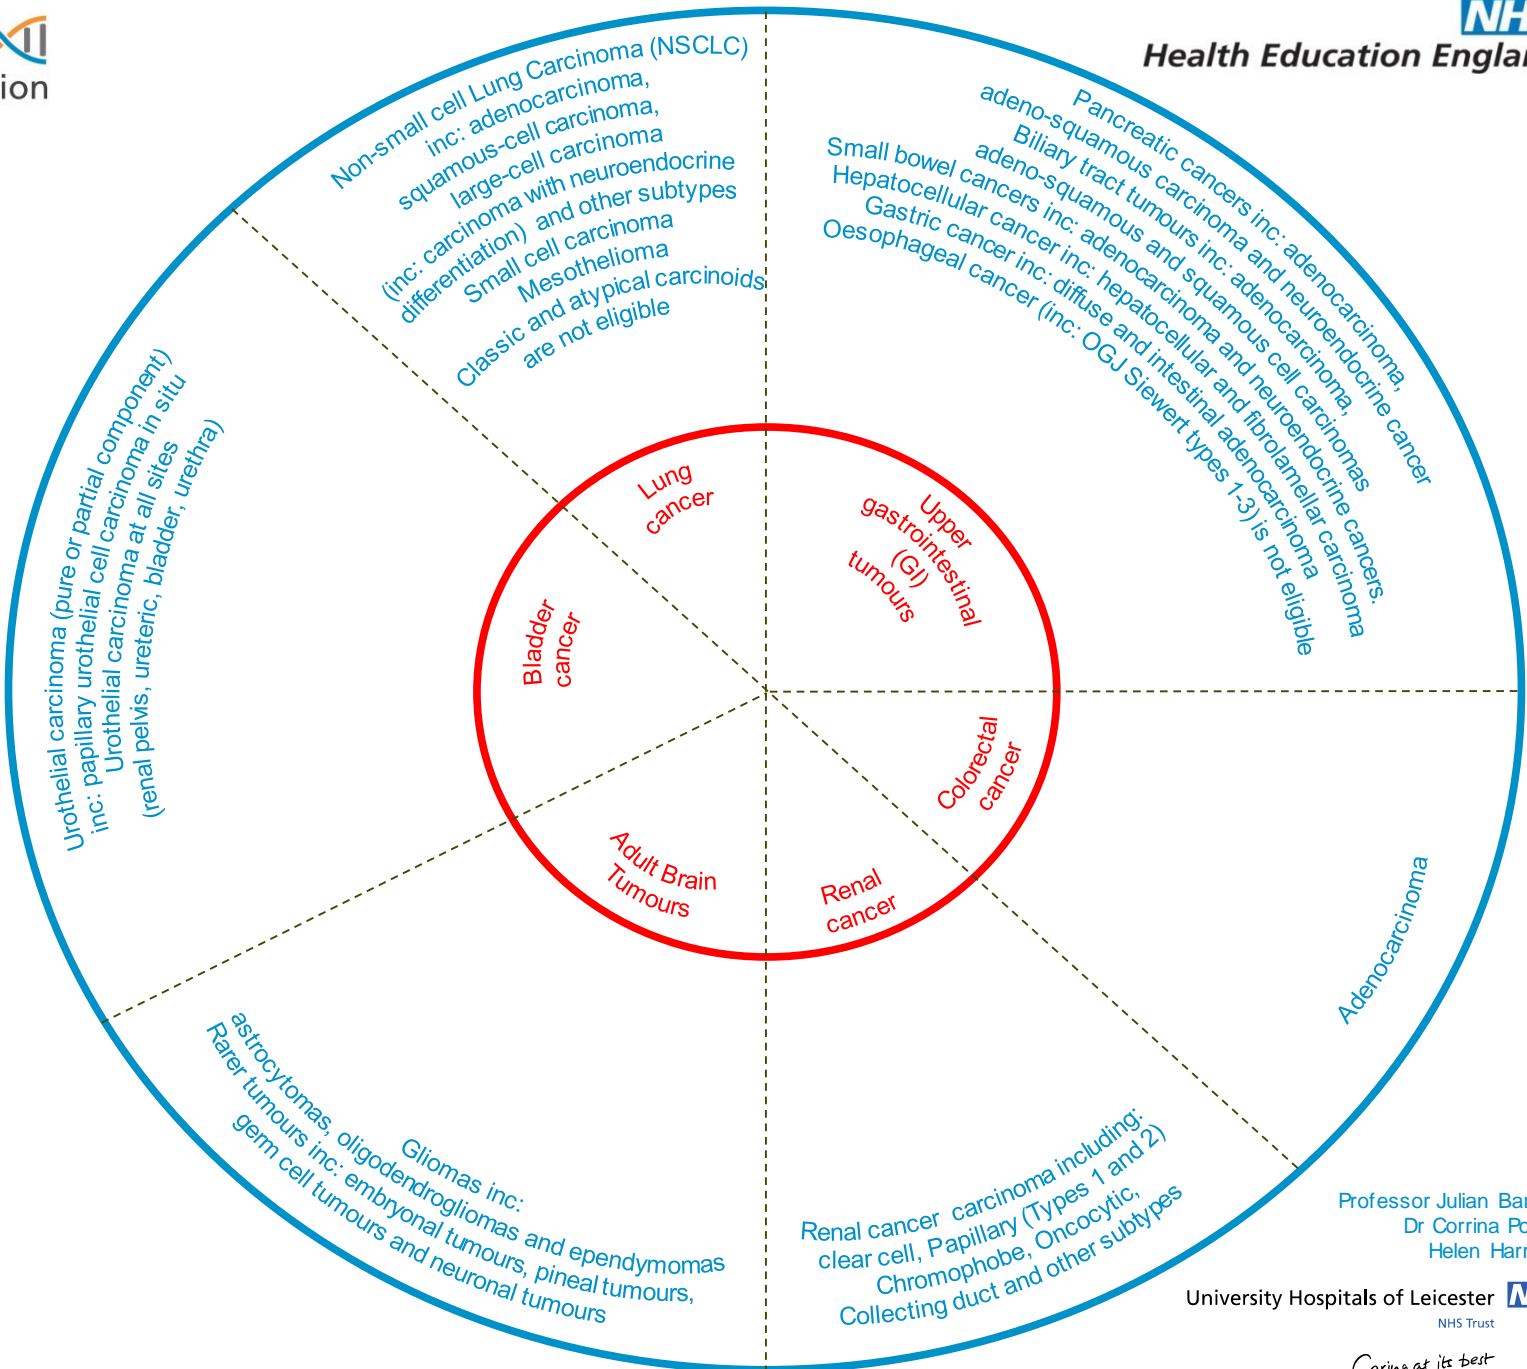 Health Education
Non-small cell Lung Carcinoma (NSCLC)
inc: adenocarcinoma,
squamous-cell carcinoma,
large-cell carcinoma
(inc: carcinoma with neuroendocrine
differentiation) and other subtypes
Small cell carcinoma
Mesothelioma
Classic and atypical carcinoids
are not eligible
Pancreatic cancers inc: adenocarcinoma,
adeno-squamous carcinoma and neuroendocrine cancer
Biliary tract tumours inc: adenocarcinoma,
adeno-squamous and squamous cell carcinomas
Small bowel cancers inc: adenocarcinoma and neuroendocrine cancers.
Hepatocellular cancer inc: hepatocellular and fibrolamellar carcinoma
Gastric cancer inc: diffuse and intestinal adenocarcinoma
Oesophageal cancer (inc: OGJ Siewert types 1-3) is not eligible
Urothelial carcinoma (pure or partial component)
inc: papillary urothelial cell carcinoma in situ
Urothelial carcinoma at all sites
(renal pelvis, ureteric, bladder, urethra)
Lung
cancer
Upper
gastrointestinal
(GI)
tumours
Bladder
cancer
Colorectal
cancer
Adult Brain
Tumours
Renal
cancer
Adenocarcinoma
Gliomas inc:
astrocytomas, oligodendrogliomas and ependymomas
Rarer tumours inc: embryonal tumours, pineal tumours,
germ cell tumours and neuronal tumours
Renal cancer carcinoma including:
clear cell, Papillary (Types 1 and 2)
Chromophobe, Oncocytic,
Collecting duct and other subtypes
Professor Julian
Dr Corrina
Helen
University Hospitals of Leicester
NHS Trust
Caring at its best